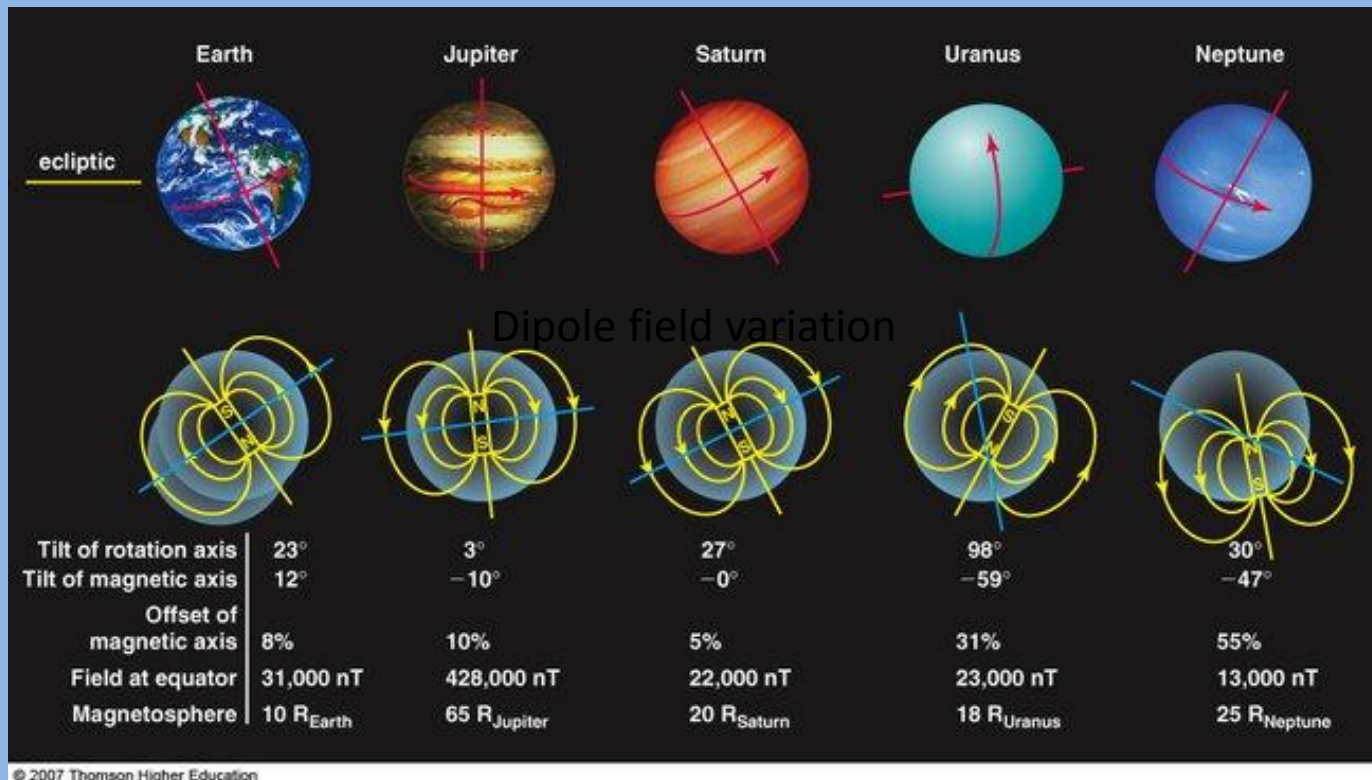 Earth Jupiter Saturn Uranus Neptune
ecliptic
Dipole field variation
S N S N S N S N S N
Tilt of rotation axis 23° 3° 27° 98° 30°
Tilt of magnetic axis 12° −10° −0° −59° −47°
Offset of
magnetic axis 8% 10% 5% 31% 55%
Field at equator 31,000 nT 428,000 nT 22,000 nT 23,000 nT 13,000 nT
Magnetosphere 10 REarth 65 RJupiter 20 RSaturn 18 RUranus 25 RNeptune
© 2007 Thomson Higher Education